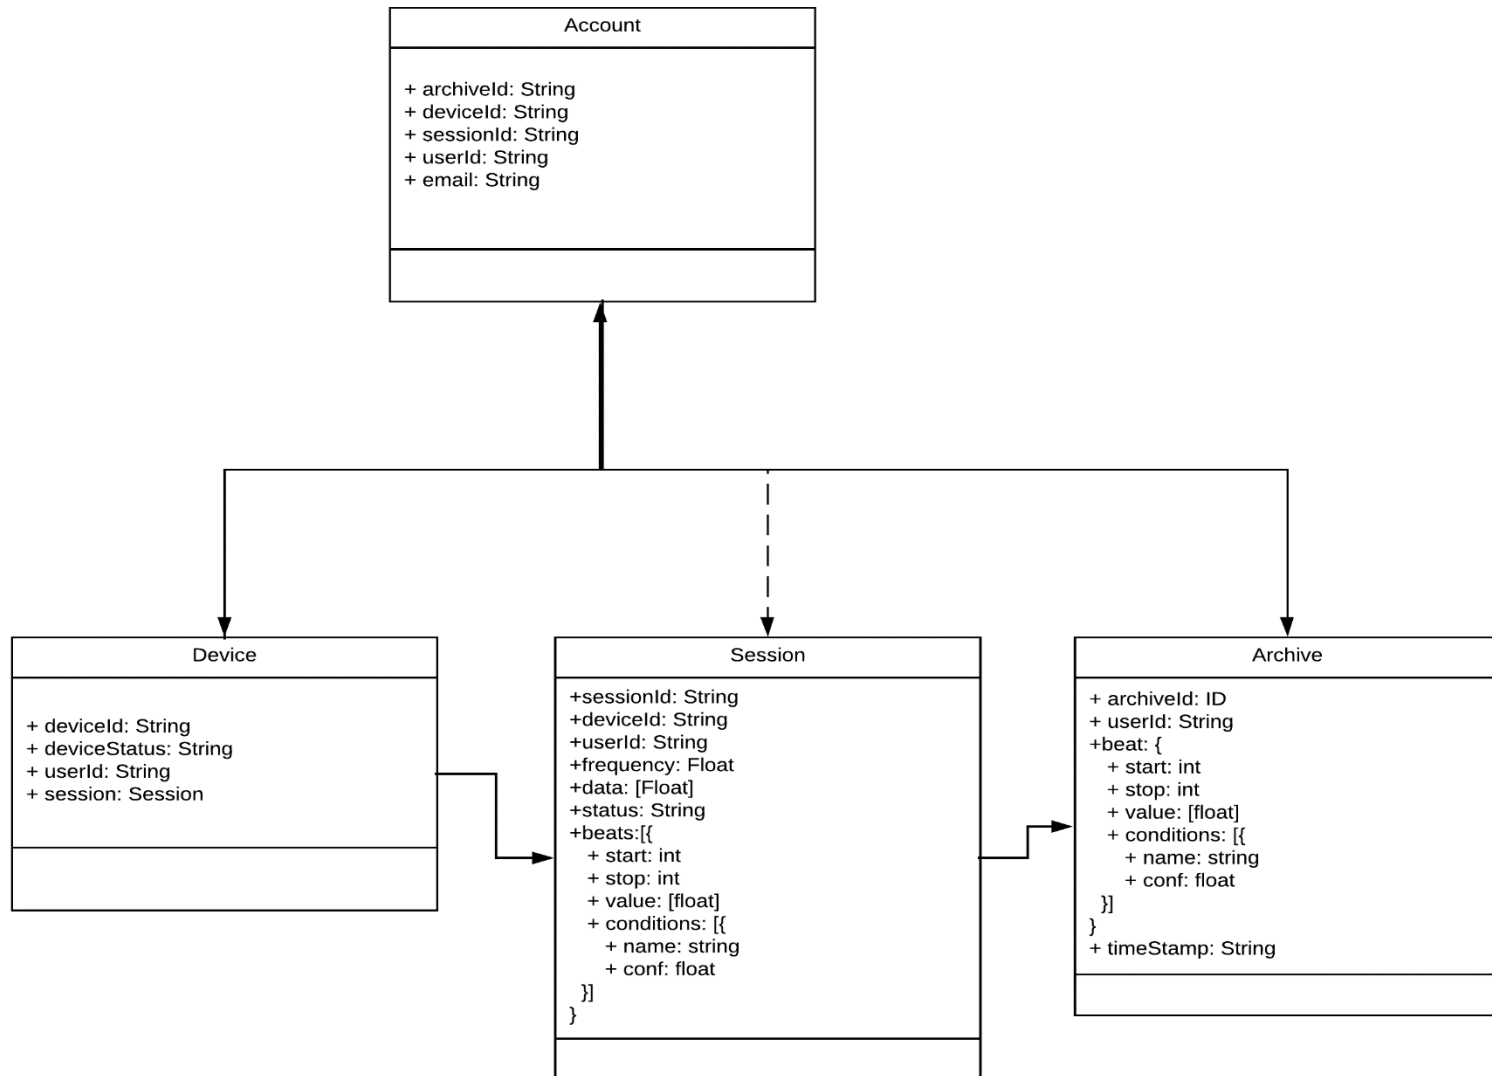 Account
+ archiveId: String
+ deviceId: String
+ sessionId: String
+ userId: String
+ email: String
Device
+ deviceId: String
+ deviceStatus: String
+ userId: String
+ session: Session
Session
+sessionId: String
+deviceId: String
+userId: String
+frequency: Float
+data: [Float]
+status: String
+beats:[{
+ start: int
+ stop: int
+ value: [float]
+ conditions: [{
+ name: string
+ conf: float
}]
}
Archive
+ archiveId: ID
+ userId: String
+beat: {
+ start: int
+ stop: int
+ value: [float]
+ conditions: [{
+ name: string
+ conf: float
}]
}
+ timeStamp: String